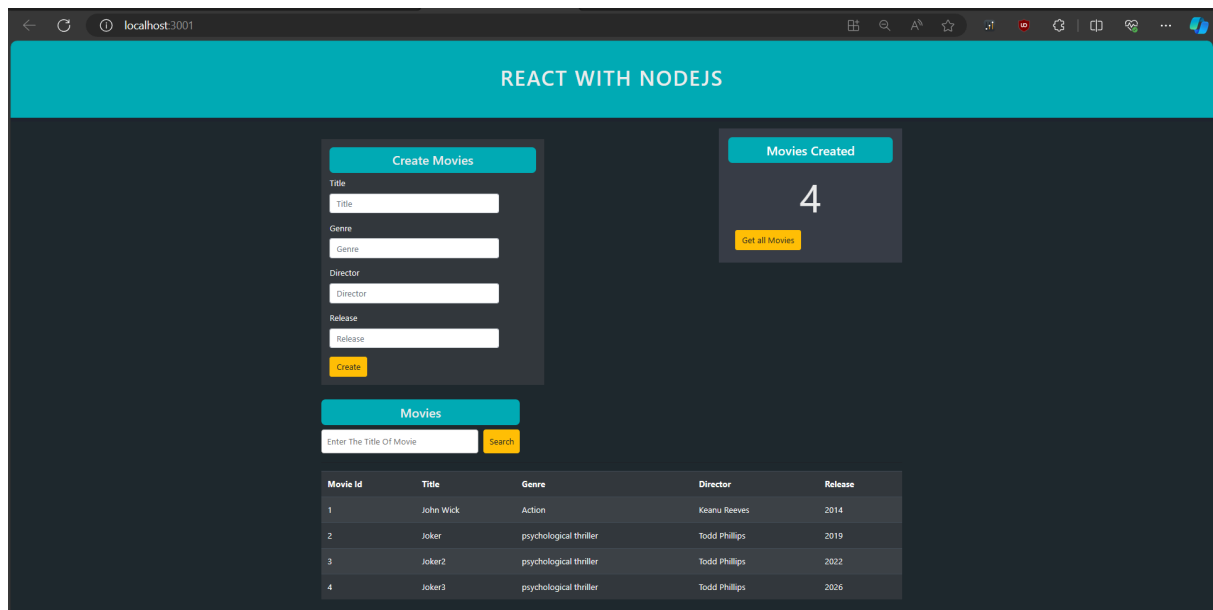 localhost:3001
REACT WITH NODEJS
Create Movies
Title
Title
Genre
Genre
Director
Director
Release
Release
Create
Movies Created
4
Get all Movies
Movies
Enter The Title Of Movie Search
Movie Id Title Genre Director Release
1 John Wick Action Keanu Reeves 2014
2 Joker psychological thriller Todd Phillips 2019
3 Joker2 psychological thriller Todd Phillips 2022
4 Joker3 psychological thriller Todd Phillips 2026